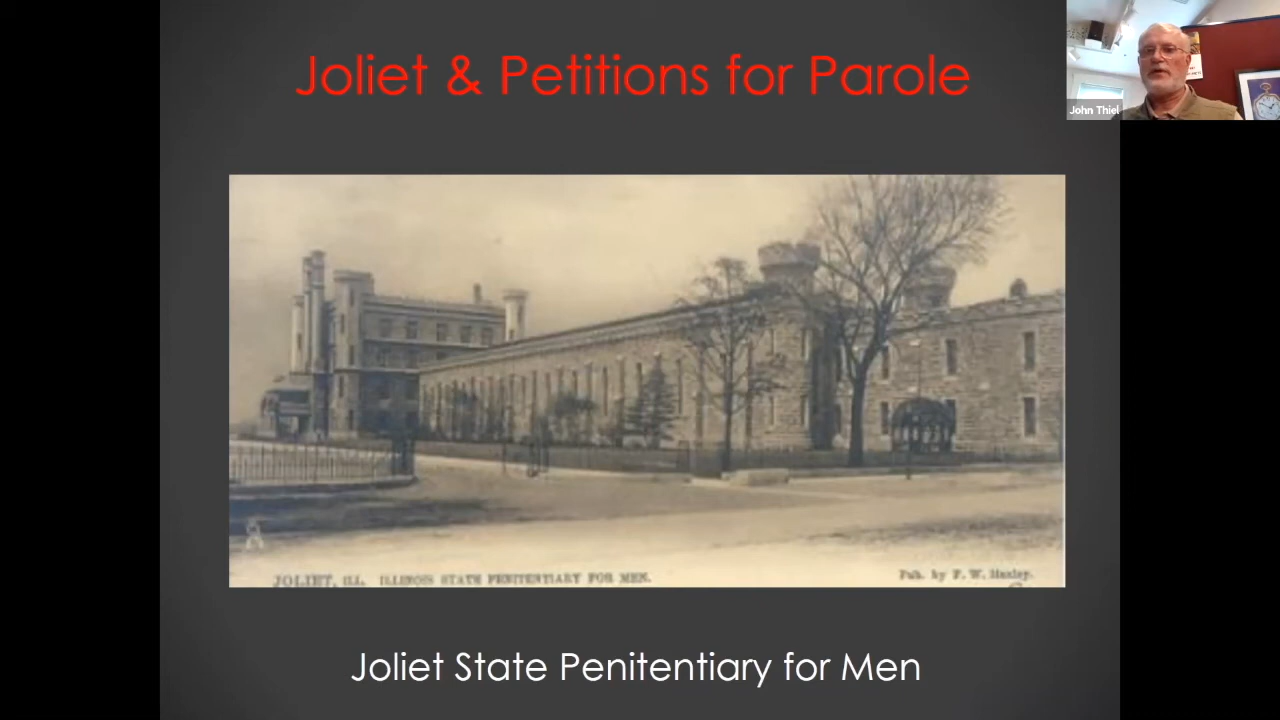 Joliet & Petitions for Parole
John Thiel
JOLIET, ILL. ILLINOIS STATE PENITENTIARY FOR MEN.
Pub. by F. W.
Joliet State Penitentiary for Men